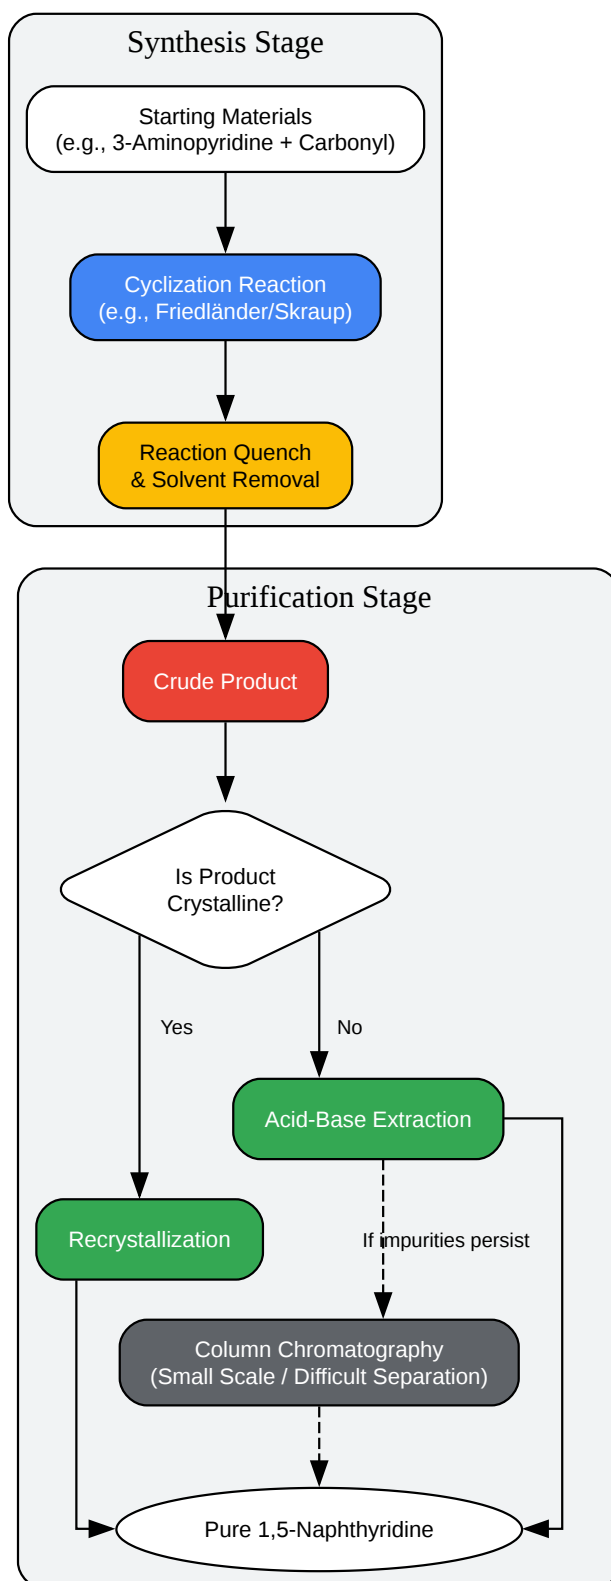 Synthesis Stage
Starting Materials
(e.g., 3-Aminopyridine + Carbonyl)
Cyclization Reaction
(e.g., Friedländer/Skraup)
Reaction Quench
& Solvent Removal
Purification Stage
Crude Product
Is Product
Crystalline?
Yes
No
Acid-Base Extraction
Recrystallization
If impurities persist
Column Chromatography
(Small Scale / Difficult Separation)
Pure 1,5-Naphthyridine